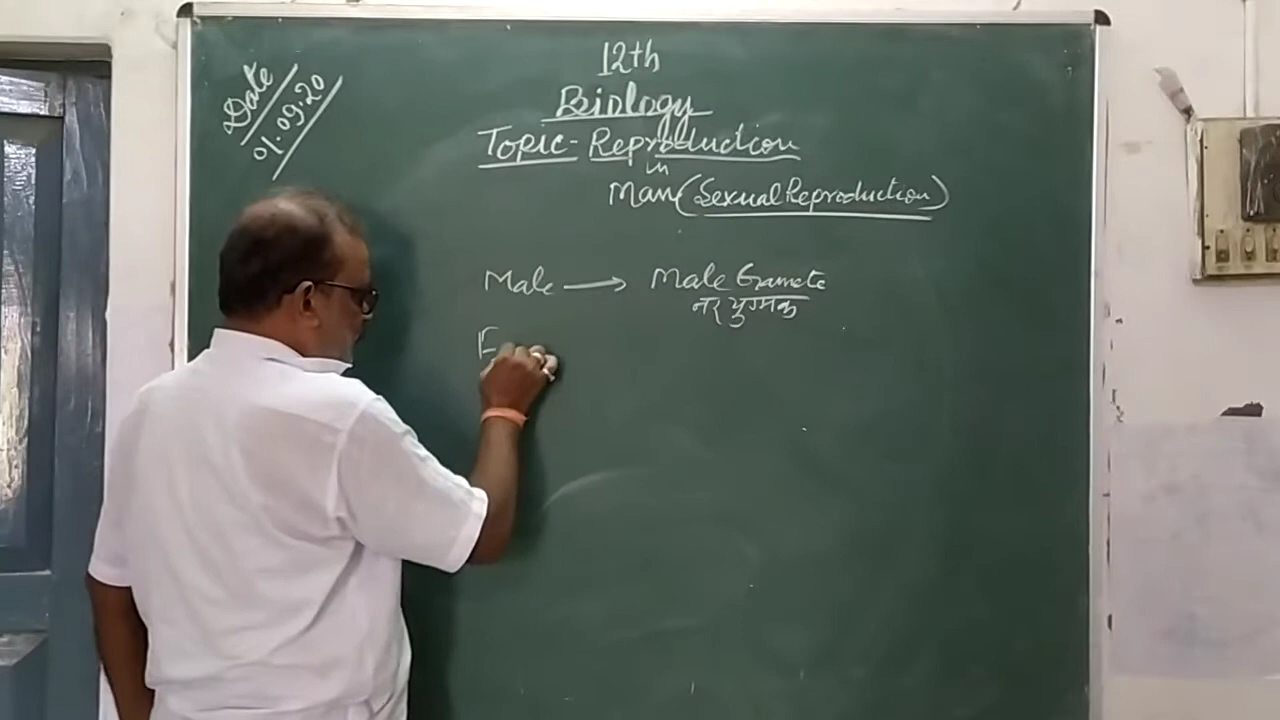 Date
01.09.20
12th
Biology
Topic - Reproduction
in
Man (Sexual Reproduction)
Male → Male Gamete
नर युग्मक
F